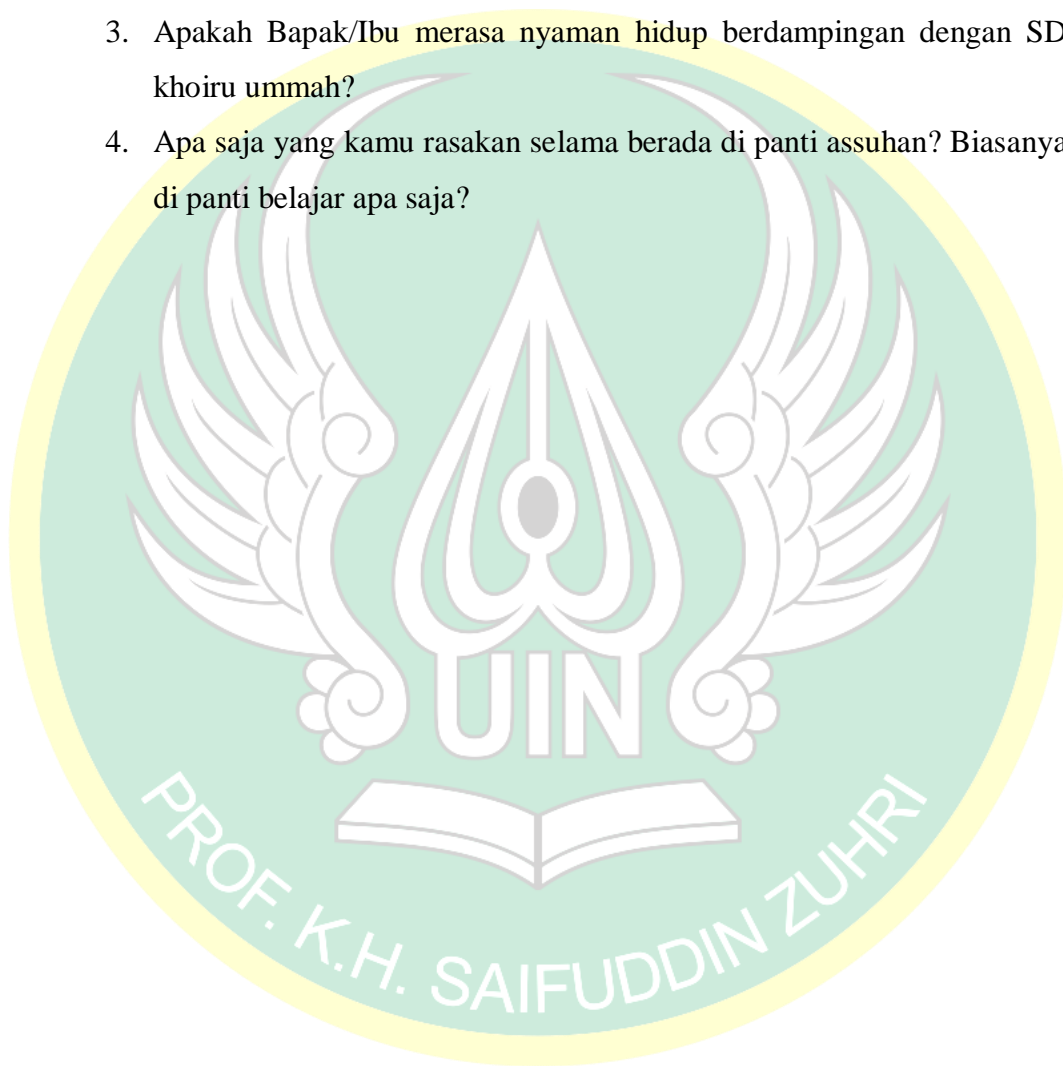 3. Apakah Bapak/Ibu merasa nyaman hidup berdampingan dengan SD
khoiru ummah?
4. Apa saja yang kamu rasakan selama berada di panti assuhan? Biasanya
di panti belajar apa saja?
UIN
PROF. K.H. SAIFUDDIN ZUHRI